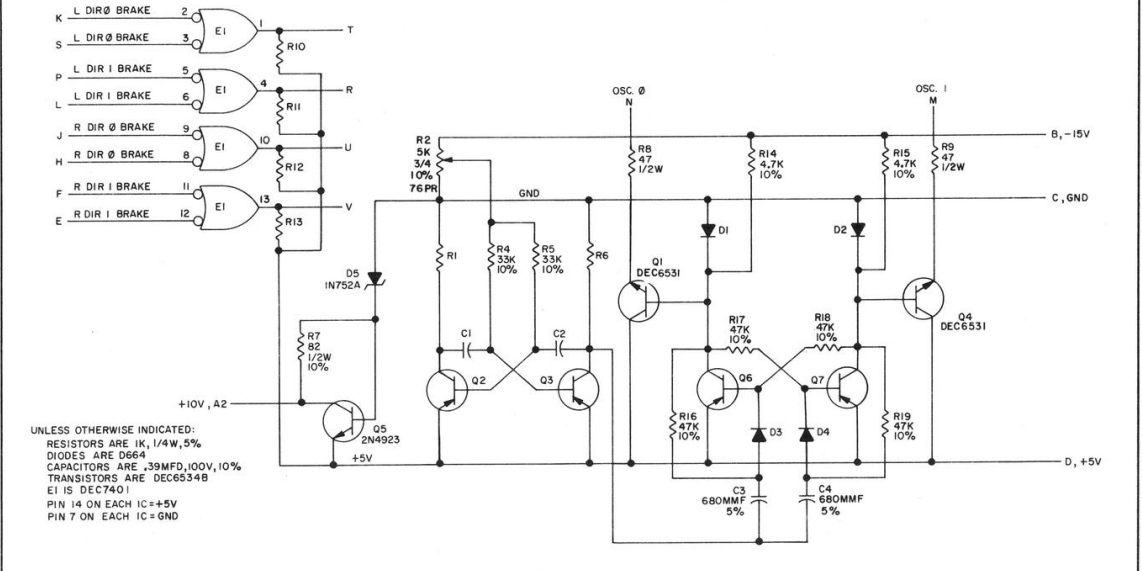 K L DIRØ BRAKE 2
S L DIRØ BRAKE 3
E1 1 T
R10
P L DIR 1 BRAKE 5
L L DIR 1 BRAKE 6
E1 4 R
R11
J R DIR Ø BRAKE 9
H R DIR Ø BRAKE 8
E1 10 U
R12
F R DIR 1 BRAKE 11
E R DIR 1 BRAKE 12
E1 13 V
R13
OSC. Ø
N
OSC. 1
M
B, -15V
R2
5K
3/4
10%
76PR
R8
47
1/2W
R14
4.7K
10%
R15
4.7K
10%
R9
47
1/2W
GND
C, GND
D1
D2
D5
1N752A
R1
R4
33K
10%
R5
33K
10%
R6
Q1
DEC6531
Q4
DEC6531
R7
82
1/2W
10%
C1
C2
R17
47K
10%
R18
47K
10%
Q2
Q3
Q6
Q7
+10V, A2
Q5
2N4923
R16
47K
10%
D3
D4
R19
47K
10%
+5V
D, +5V
C3
680MMF
5%
C4
680MMF
5%
UNLESS OTHERWISE INDICATED:
RESISTORS ARE 1K, 1/4W, 5%
DIODES ARE D664
CAPACITORS ARE .39MFD, 100V, 10%
TRANSISTORS ARE DEC6534B
E1 IS DEC7401
PIN 14 ON EACH IC = +5V
PIN 7 ON EACH IC = GND